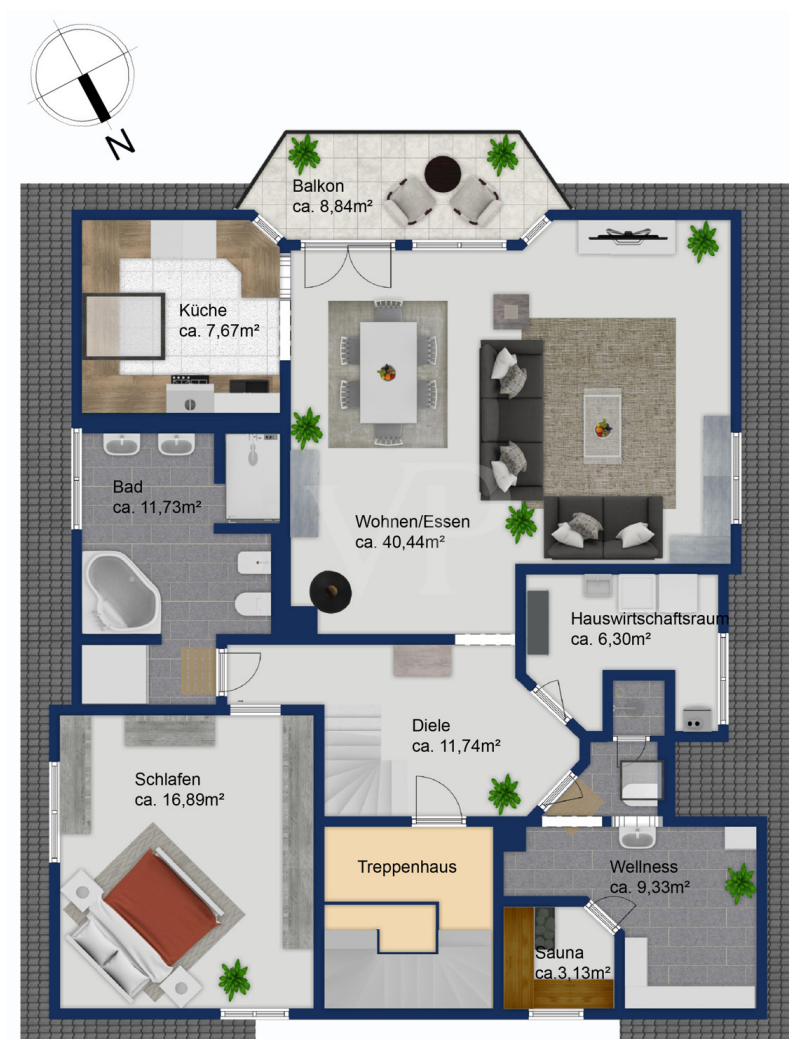 N
Balkon
ca. 8,84m²
Küche
ca. 7,67m²
Bad
ca. 11,73m²
Wohnen/Essen
ca. 40,44m²
VP
Hauswirtschaftsraum
ca. 6,30m²
Diele
ca. 11,74m²
Schlafen
ca. 16,89m²
Treppenhaus
Wellness
ca. 9,33m²
Sauna
ca.3,13m²